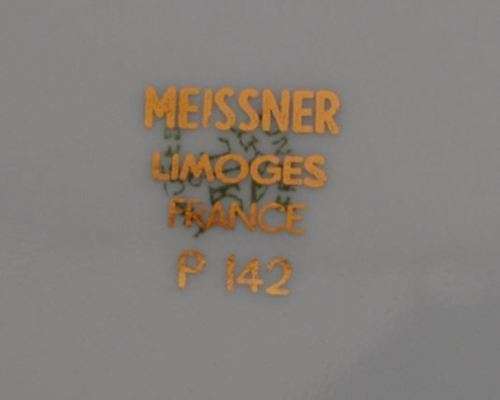 MEISSNER
LIMOGES
FRANCE
P 142